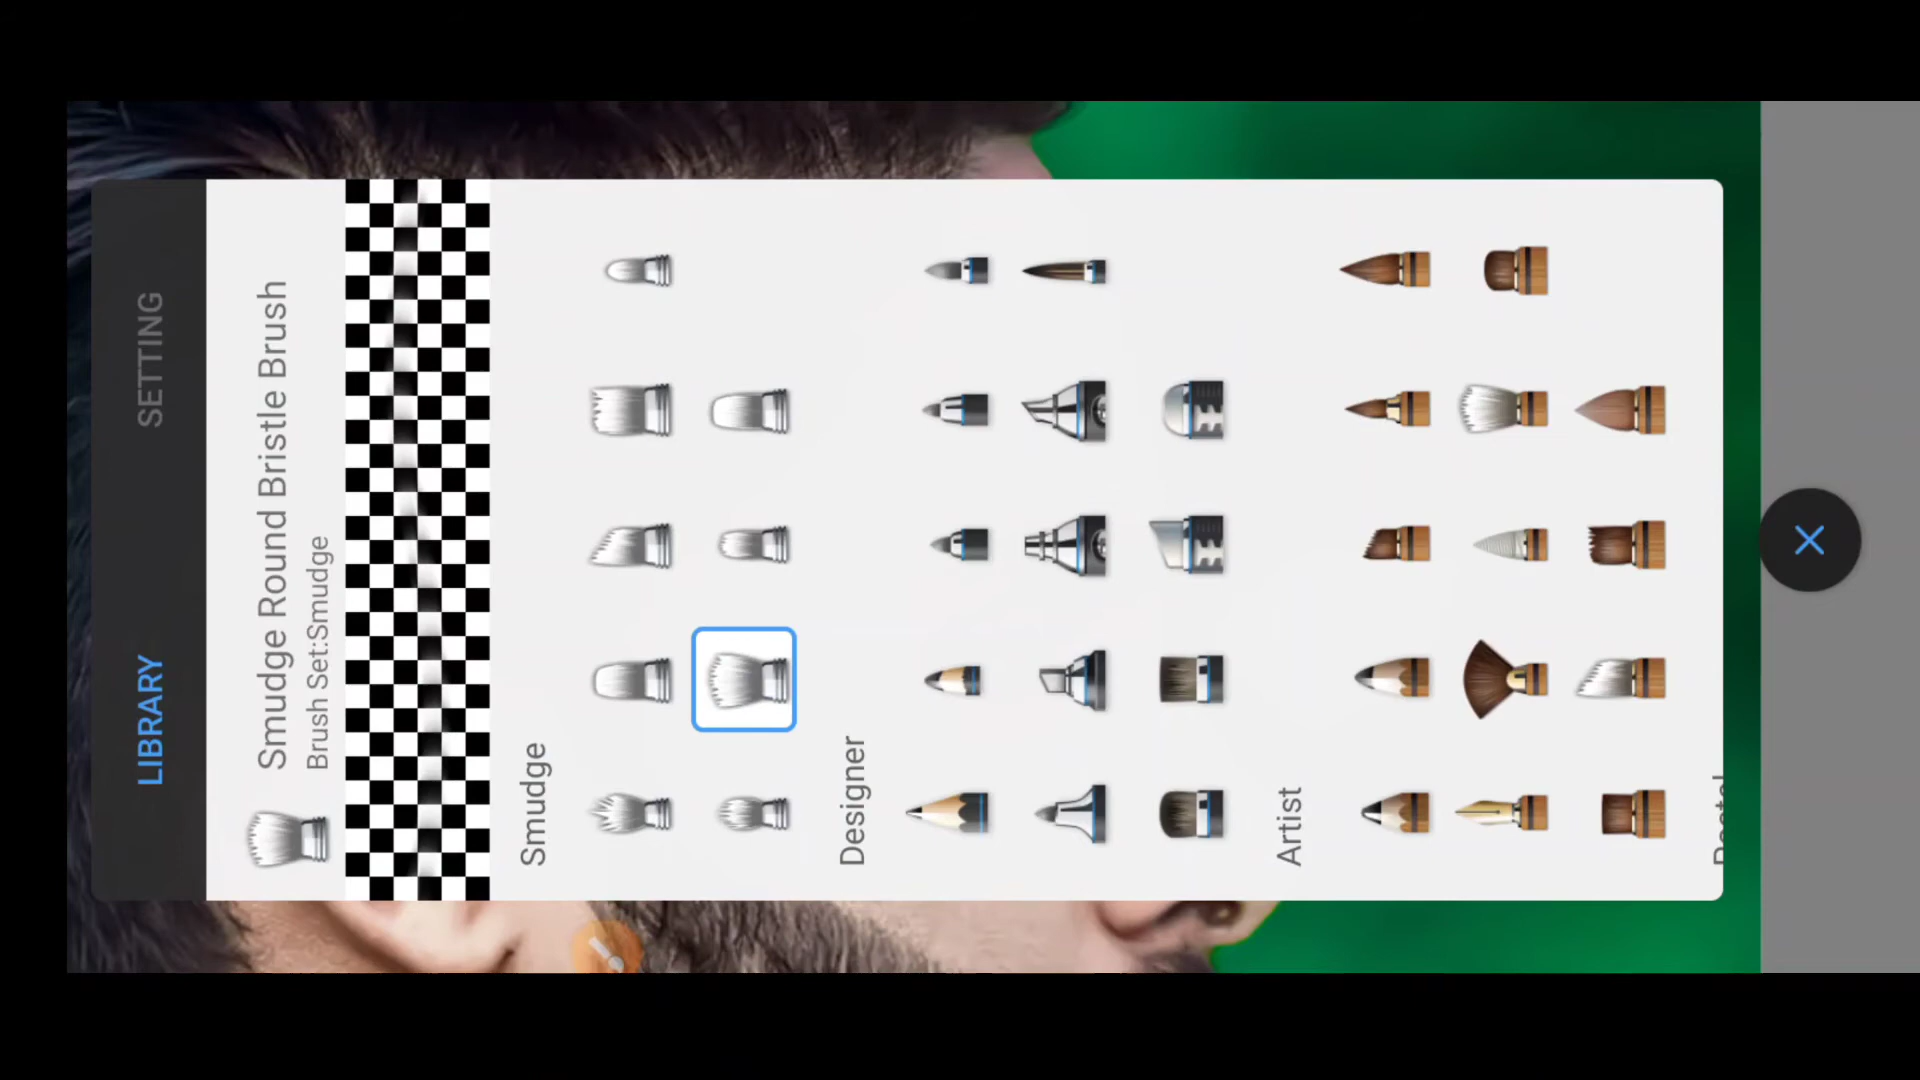 LIBRARY
SETTING
Smudge Round Bristle Brush
Brush Set:Smudge
Smudge
Designer
Artist